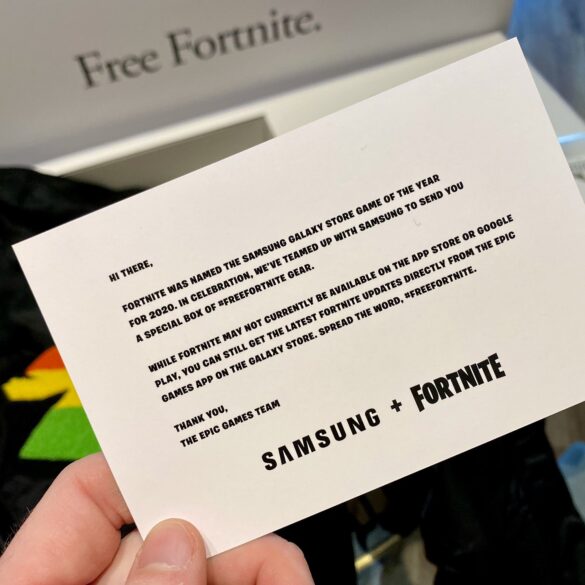 Free Fortnite.
HI THERE,
FORTNITE WAS NAMED THE SAMSUNG GALAXY STORE GAME OF THE YEAR
FOR 2020. IN CELEBRATION, WE'VE TEAMED UP WITH SAMSUNG TO SEND YOU
A SPECIAL BOX OF #FREEFORTNITE GEAR.
WHILE FORTNITE MAY NOT CURRENTLY BE AVAILABLE ON THE APP STORE OR GOOGLE
PLAY, YOU CAN STILL GET THE LATEST FORTNITE UPDATES DIRECTLY FROM THE EPIC
GAMES APP ON THE GALAXY STORE. SPREAD THE WORD, #FREEFORTNITE.
THANK YOU,
THE EPIC GAMES TEAM
SAMSUNG + FORTNITE